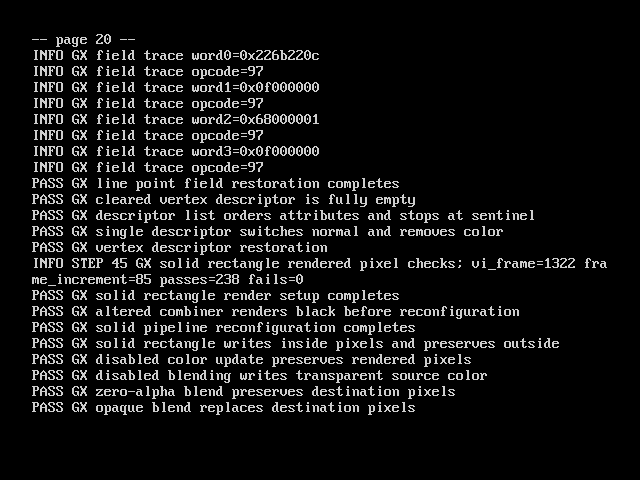 -- page 20 --
INFO GX field trace word0=0x226b220c
INFO GX field trace opcode=97
INFO GX field trace word1=0x0f000000
INFO GX field trace opcode=97
INFO GX field trace word2=0x68000001
INFO GX field trace opcode=97
INFO GX field trace word3=0x0f000000
INFO GX field trace opcode=97
PASS GX line point field restoration completes
PASS GX cleared vertex descriptor is fully empty
PASS GX descriptor list orders attributes and stops at sentinel
PASS GX single descriptor switches normal and removes color
PASS GX vertex descriptor restoration
INFO STEP 45 GX solid rectangle rendered pixel checks; vi_frame=1322 fra
me_increment=85 passes=238 fails=0
PASS GX solid rectangle render setup completes
PASS GX altered combiner renders black before reconfiguration
PASS GX solid pipeline reconfiguration completes
PASS GX solid rectangle writes inside pixels and preserves outside
PASS GX disabled color update preserves rendered pixels
PASS GX disabled blending writes transparent source color
PASS GX zero-alpha blend preserves destination pixels
PASS GX opaque blend replaces destination pixels